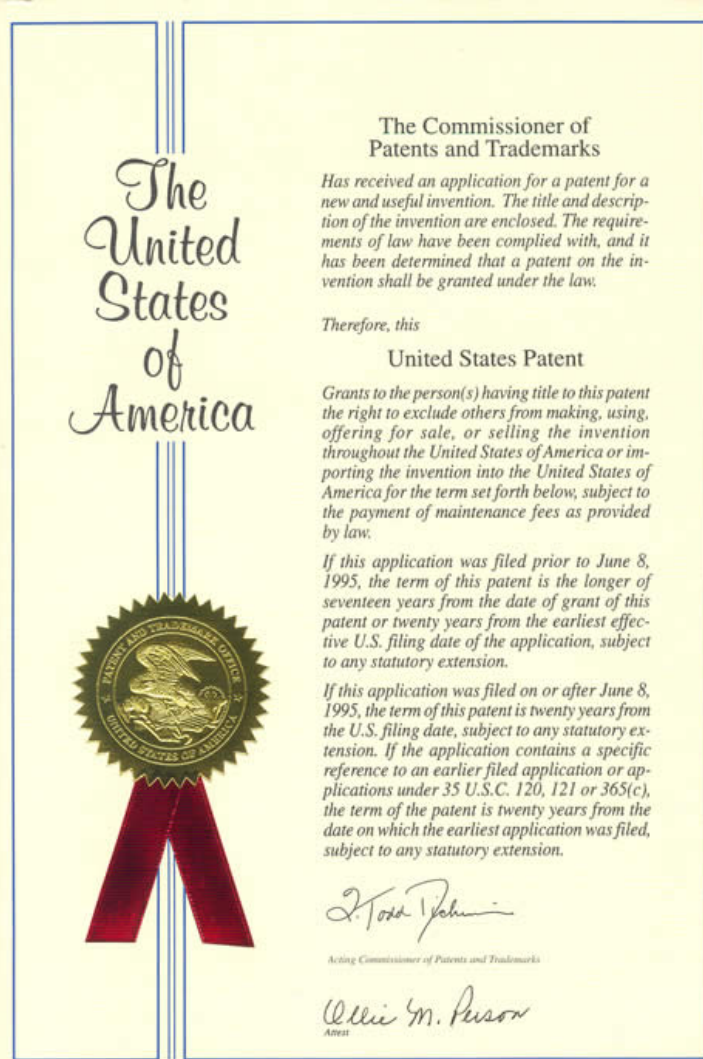 The
United
States
of
America
The Commissioner of
Patents and Trademarks
Has received an application for a patent for a
new and useful invention. The title and descrip-
tion of the invention are enclosed. The require-
ments of law have been complied with, and it
has been determined that a patent on the in-
vention shall be granted under the law.
Therefore, this
United States Patent
Grants to the person(s) having title to this patent
the right to exclude others from making, using,
offering for sale, or selling the invention
throughout the United States of America or im-
porting the invention into the United States of
America for the term set forth below, subject to
the payment of maintenance fees as provided
by law.
If this application was filed prior to June 8,
1995, the term of this patent is the longer of
seventeen years from the date of grant of this
patent or twenty years from the earliest effec-
tive U.S. filing date of the application, subject
to any statutory extension.
If this application was filed on or after June 8,
1995, the term of this patent is twenty years from
the U.S. filing date, subject to any statutory ex-
tension. If the application contains a specific
reference to an earlier filed application or ap-
plications under 35 U.S.C. 120, 121 or 365(c),
the term of the patent is twenty years from the
date on which the earliest application was filed,
subject to any statutory extension.
Todd
Acting Commissioner of Patents and Trademarks
Ollie M. Person
Attest
PATENT AND TRADEMARK OFFICE
UNITED STATES OF AMERICA